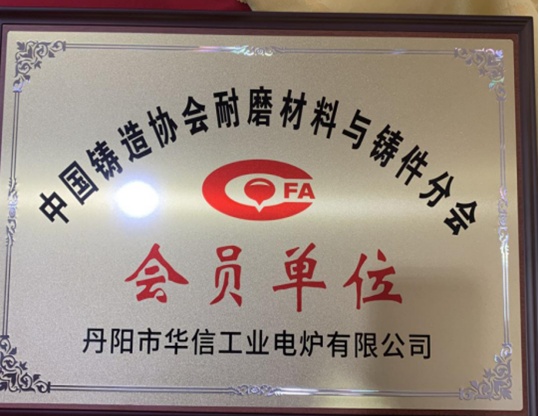 中国铸造协会耐磨材料与铸件分会
CFA
会员单位
丹阳市华信工业电炉有限公司